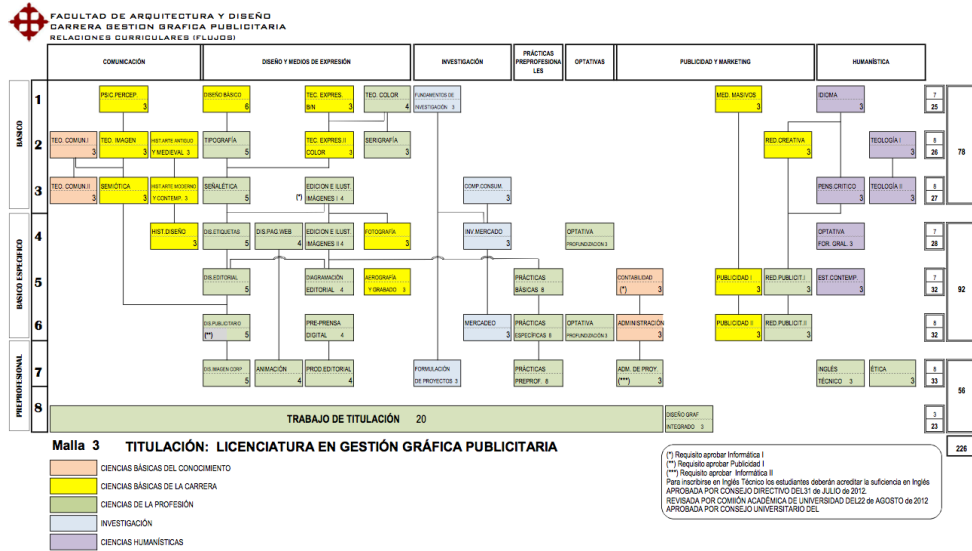 FACULTAD DE ARQUITECTURA Y DISEÑO
CARRERA GESTION GRAFICA PUBLICITARIA
RELACIONES CURRICULARES (FLUJOS)
COMUNICACIÓN
DISEÑO Y MEDIOS DE EXPRESIÓN
INVESTIGACIÓN
PRÁCTICAS
PREPROFESIONA
LES
OPTATIVAS
PUBLICIDAD Y MARKETING
HUMANÍSTICA
BASICO
1
PSIC.PERCEP. 3
DISEÑO BÁSICO 6
TEC. EXPRES.
B/N 3
TEO. COLOR 4
FUNDAMENTOS DE
INVESTIGACIÓN 3
MED. MASIVOS 3
IDIOMA 3
7
25
78
2
TEO. COMUN.I 3
TEO. IMAGEN 3
HIST.ARTE ANTIGUO
Y MEDIEVAL 3
TIPOGRAFÍA 5
TEC. EXPRES.II
COLOR 3
SERIGRAFÍA 3
RED.CREATIVA 3
TEOLOGÍA I 3
8
26
3
TEO. COMUN.II 3
SEMIÓTICA 3
HIST.ARTE MODERNO
Y CONTEMP. 3
SEÑALÉTICA 5
EDICION E ILUST.
(*) IMÁGENES I 4
COMP.CONSUM. 3
PENS.CRITICO 3
TEOLOGÍA II 3
8
27
BASICO ESPECIFICO
4
HIST.DISEÑO 3
DIS.ETIQUETAS 5
DIS.PAG.WEB 4
EDICION E ILUST.
IMÁGENES II 4
FOTOGRAFÍA 3
INV.MERCADO 3
OPTATIVA
PROFUNDIZACIÓN 3
OPTATIVA
FOR. GRAL. 3
7
28
92
5
DIS.EDITORIAL 5
DIAGRAMACIÓN
EDITORIAL 4
AEROGRAFÍA
Y GRABADO 3
PRÁCTICAS
BÁSICAS 8
CONTABILIDAD
(*) 3
PUBLICIDAD I 3
RED.PUBLICIT.I 3
EST.CONTEMP. 3
7
32
6
DIS.PUBLICITARIO
(**) 5
PRE-PRENSA
DIGITAL 4
MERCADEO 3
PRÁCTICAS
ESPECÍFICAS 8
OPTATIVA
PROFUNDIZACIÓN 3
ADMINISTRACIÓN 3
PUBLICIDAD II 3
RED.PUBLICIT.II 3
8
32
PREPROFESIONAL
7
DIS.IMAGEN CORP 5
ANIMACIÓN 4
PROD.EDITORIAL 4
FORMULACIÓN
DE PROYECTOS 3
PRÁCTICAS
PREPROF. 8
ADM. DE PROY.
(***) 3
INGLÉS
TÉCNICO 3
ÉTICA 3
8
33
56
8
TRABAJO DE TITULACIÓN 20
DISEÑO GRAF
INTEGRADO 3
3
23
226
Malla 3 TITULACIÓN: LICENCIATURA EN GESTIÓN GRÁFICA PUBLICITARIA
CIENCIAS BÁSICAS DEL CONOCIMIENTO
CIENCIAS BÁSICAS DE LA CARRERA
CIENCIAS DE LA PROFESIÓN
INVESTIGACIÓN
CIENCIAS HUMANÍSTICAS
(*) Requisito aprobar Informática I
(**) Requisito aprobar Publicidad I
(***) Requisito aprobar Informática II
Para inscribirse en Inglés Técnico los estudiantes deberán acreditar la suficiencia en Inglés
APROBADA POR CONSEJO DIRECTIVO DEL31 de JULIO de 2012.
REVISADA POR COMIIÓN ACADÉMICA DE UNIVERSIDAD DEL22 de AGOSTO de 2012
APROBADA POR CONSEJO UNIVERSITARIO DEL